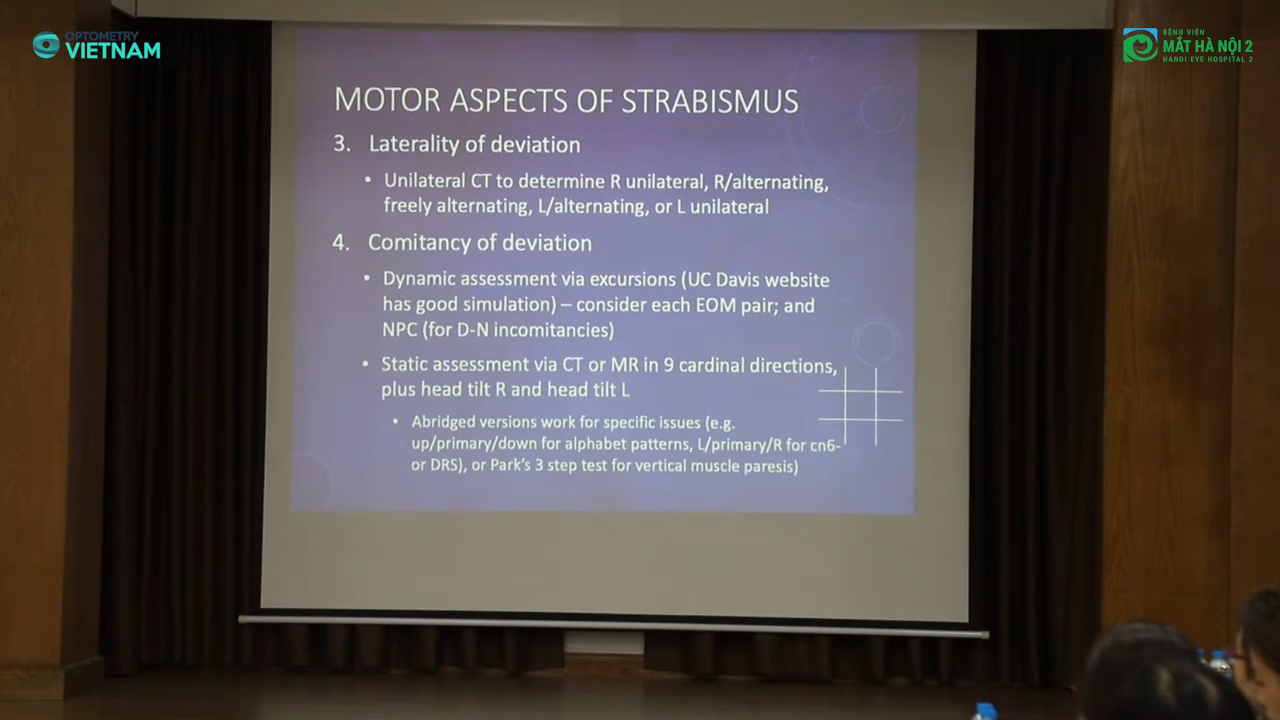 OPTOMETRY
VIETNAM
BỆNH VIỆN
MẮT HÀ NỘI 2
HANOI EYE HOSPITAL 2
MOTOR ASPECTS OF STRABISMUS
3. Laterality of deviation
• Unilateral CT to determine R unilateral, R/alternating,
freely alternating, L/alternating, or L unilateral
4. Comitancy of deviation
• Dynamic assessment via excursions (UC Davis website
has good simulation) – consider each EOM pair; and
NPC (for D-N incomitancies)
• Static assessment via CT or MR in 9 cardinal directions,
plus head tilt R and head tilt L
• Abridged versions work for specific issues (e.g.
up/primary/down for alphabet patterns, L/primary/R for cn6-
or DRS), or Park's 3 step test for vertical muscle paresis)